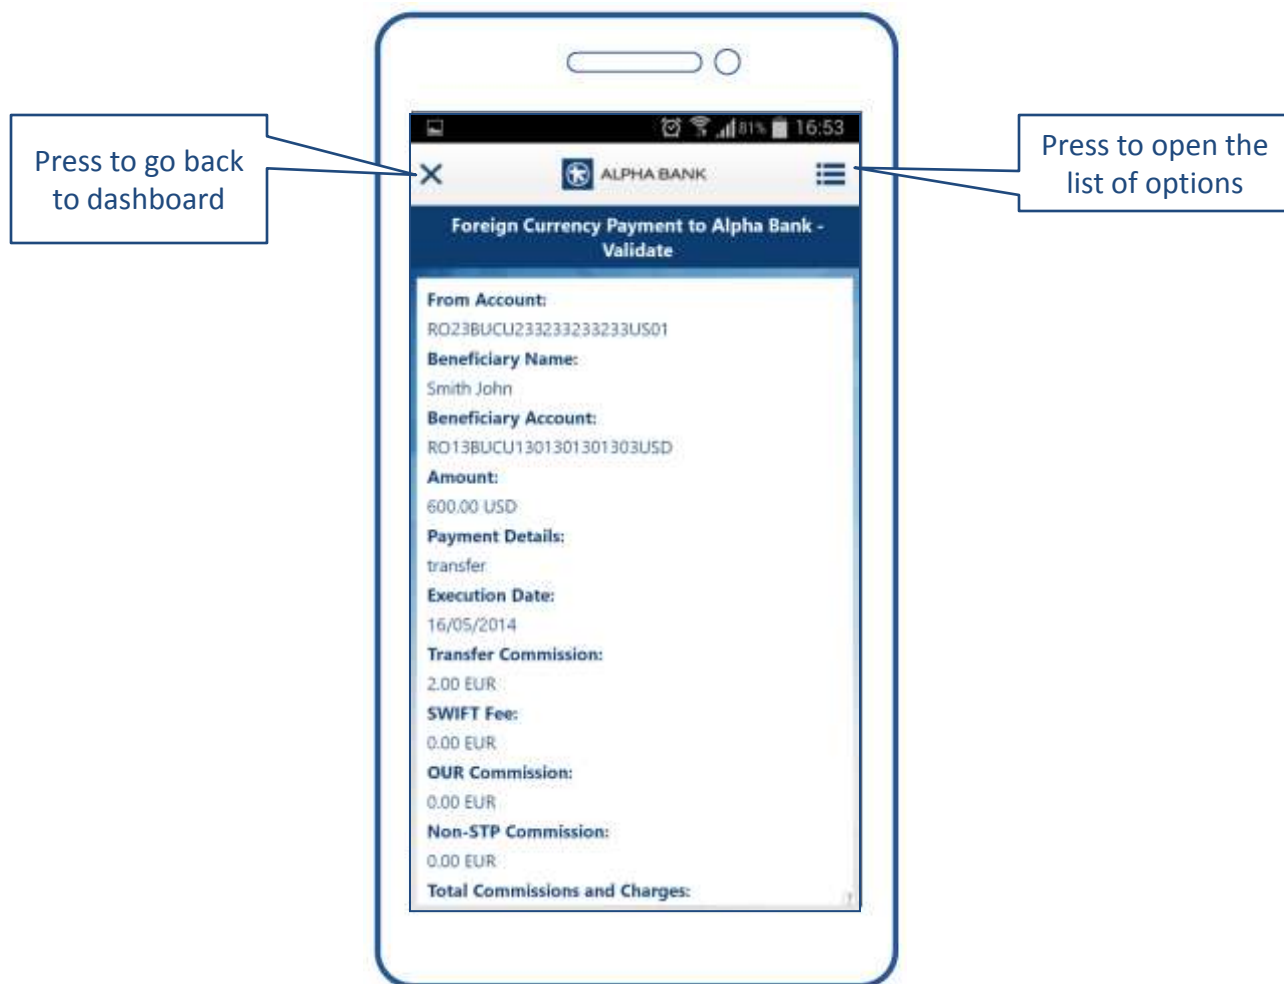 81% 16:53
Press to go back
to dashboard
ALPHA BANK
Press to open the
list of options
Foreign Currency Payment to Alpha Bank -
Validate
From Account:
RO23BUCU233233233233US01
Beneficiary Name:
Smith John
Beneficiary Account:
RO13BUCU1301301301303USD
Amount:
600.00 USD
Payment Details:
transfer
Execution Date:
16/05/2014
Transfer Commission:
2.00 EUR
SWIFT Fee:
0.00 EUR
OUR Commission:
0.00 EUR
Non-STP Commission:
0.00 EUR
Total Commissions and Charges: